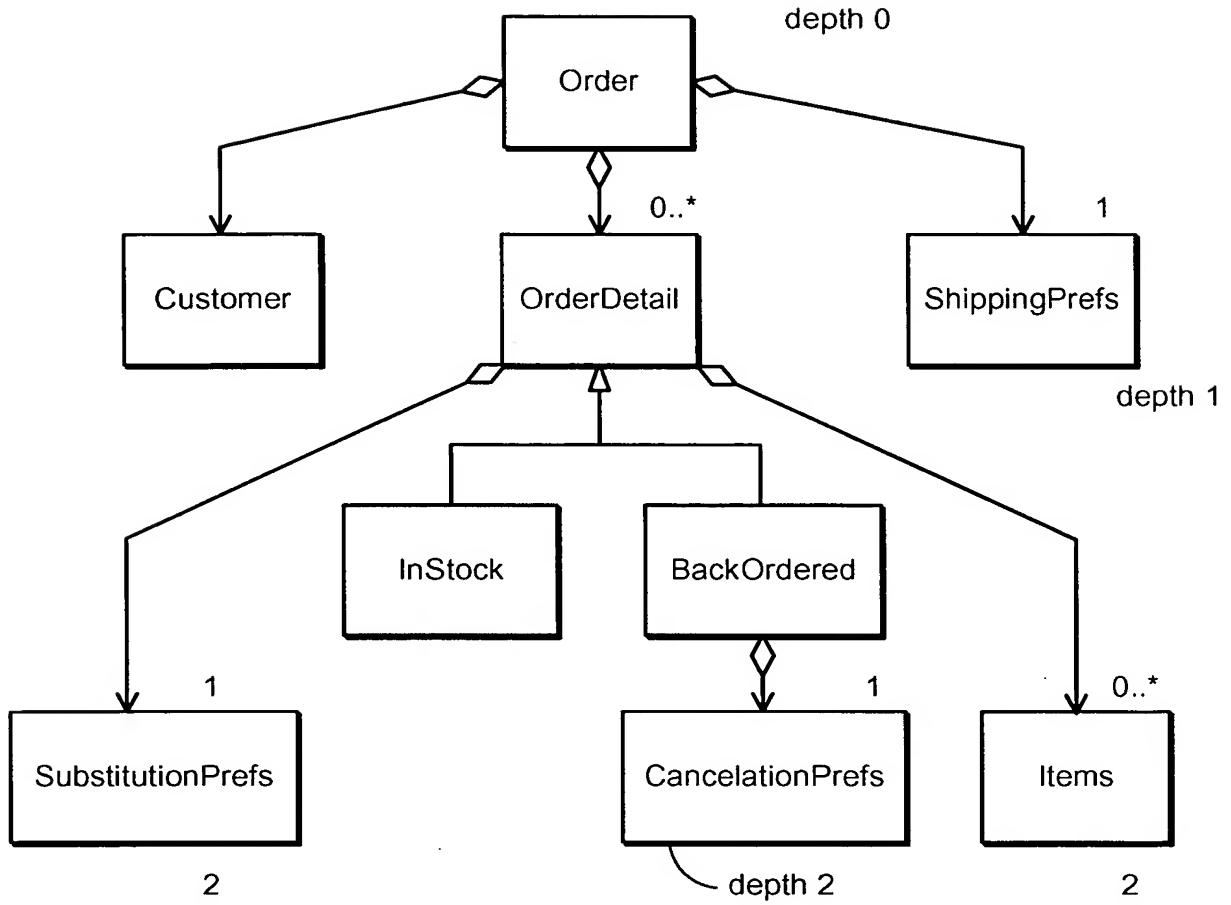 depth 0
Order
0..*
1
Customer
OrderDetail
ShippingPrefs
depth 1
InStock
BackOrdered
1
1
0..*
SubstitutionPrefs
CancelationPrefs
Items
2
depth 2
2